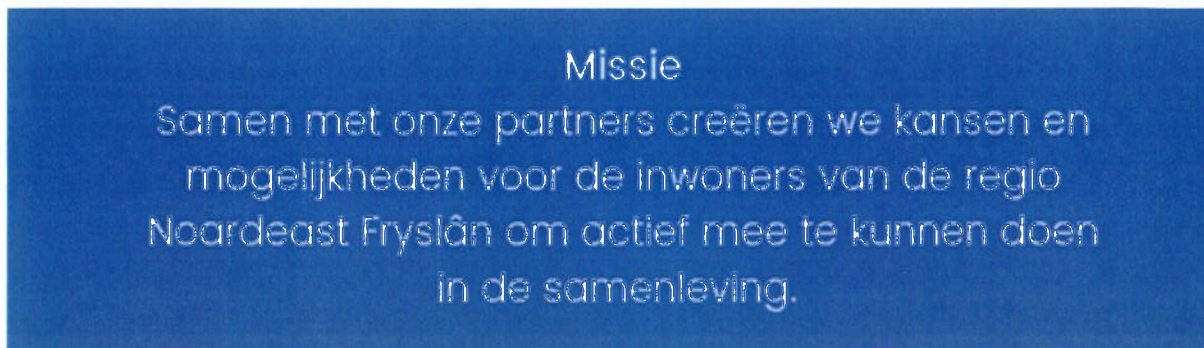 Missie
Samen met onze partners creëren we kansen en
mogelijkheden voor de inwoners van de regio
Noardeast Fryslân om actief mee te kunnen doen
in de samenleving.